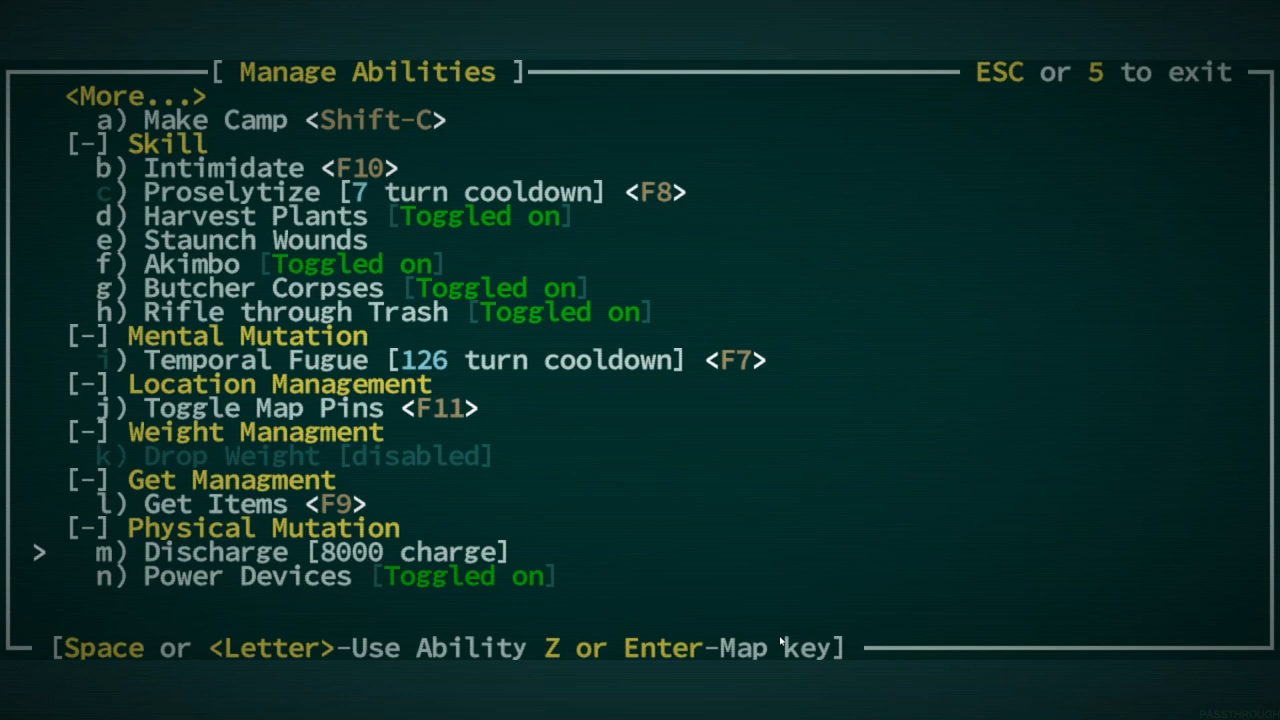 [ Manage Abilities ] ESC or 5 to exit
<More...>
a) Make Camp <Shift-C>
[-] Skill
b) Intimidate <F10>
c) Proselytize [7 turn cooldown] <F8>
d) Harvest Plants [Toggled on]
e) Staunch Wounds
f) Akimbo [Toggled on]
g) Butcher Corpses [Toggled on]
h) Rifle through Trash [Toggled on]
[-] Mental Mutation
i) Temporal Fugue [126 turn cooldown] <F7>
[-] Location Management
j) Toggle Map Pins <F11>
[-] Weight Managment
k) Drop Weight [disabled]
[-] Get Managment
l) Get Items <F9>
[-] Physical Mutation
> m) Discharge [8000 charge]
n) Power Devices [Toggled on]
[Space or <Letter>-Use Ability Z or Enter-Map key]